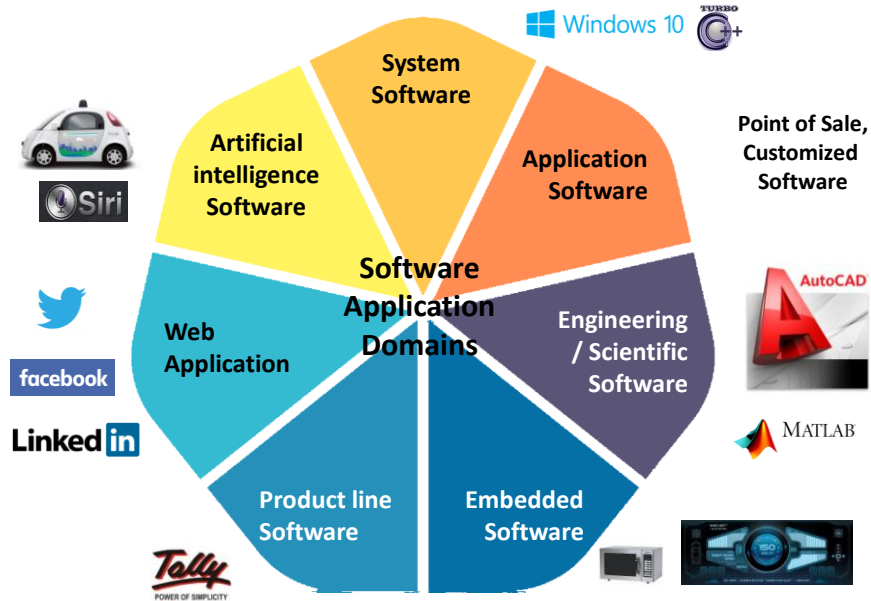 Windows 10
TURBO
C++
System
Software
Artificial
intelligence
Software
Application
Software
Point of Sale,
Customized
Software
Siri
Software
Application
Domains
AutoCAD
Web
Application
Engineering
/ Scientific
Software
facebook
Linked in
MATLAB
Product line
Software
Embedded
Software
Tally
POWER OF SIMPLICITY
150